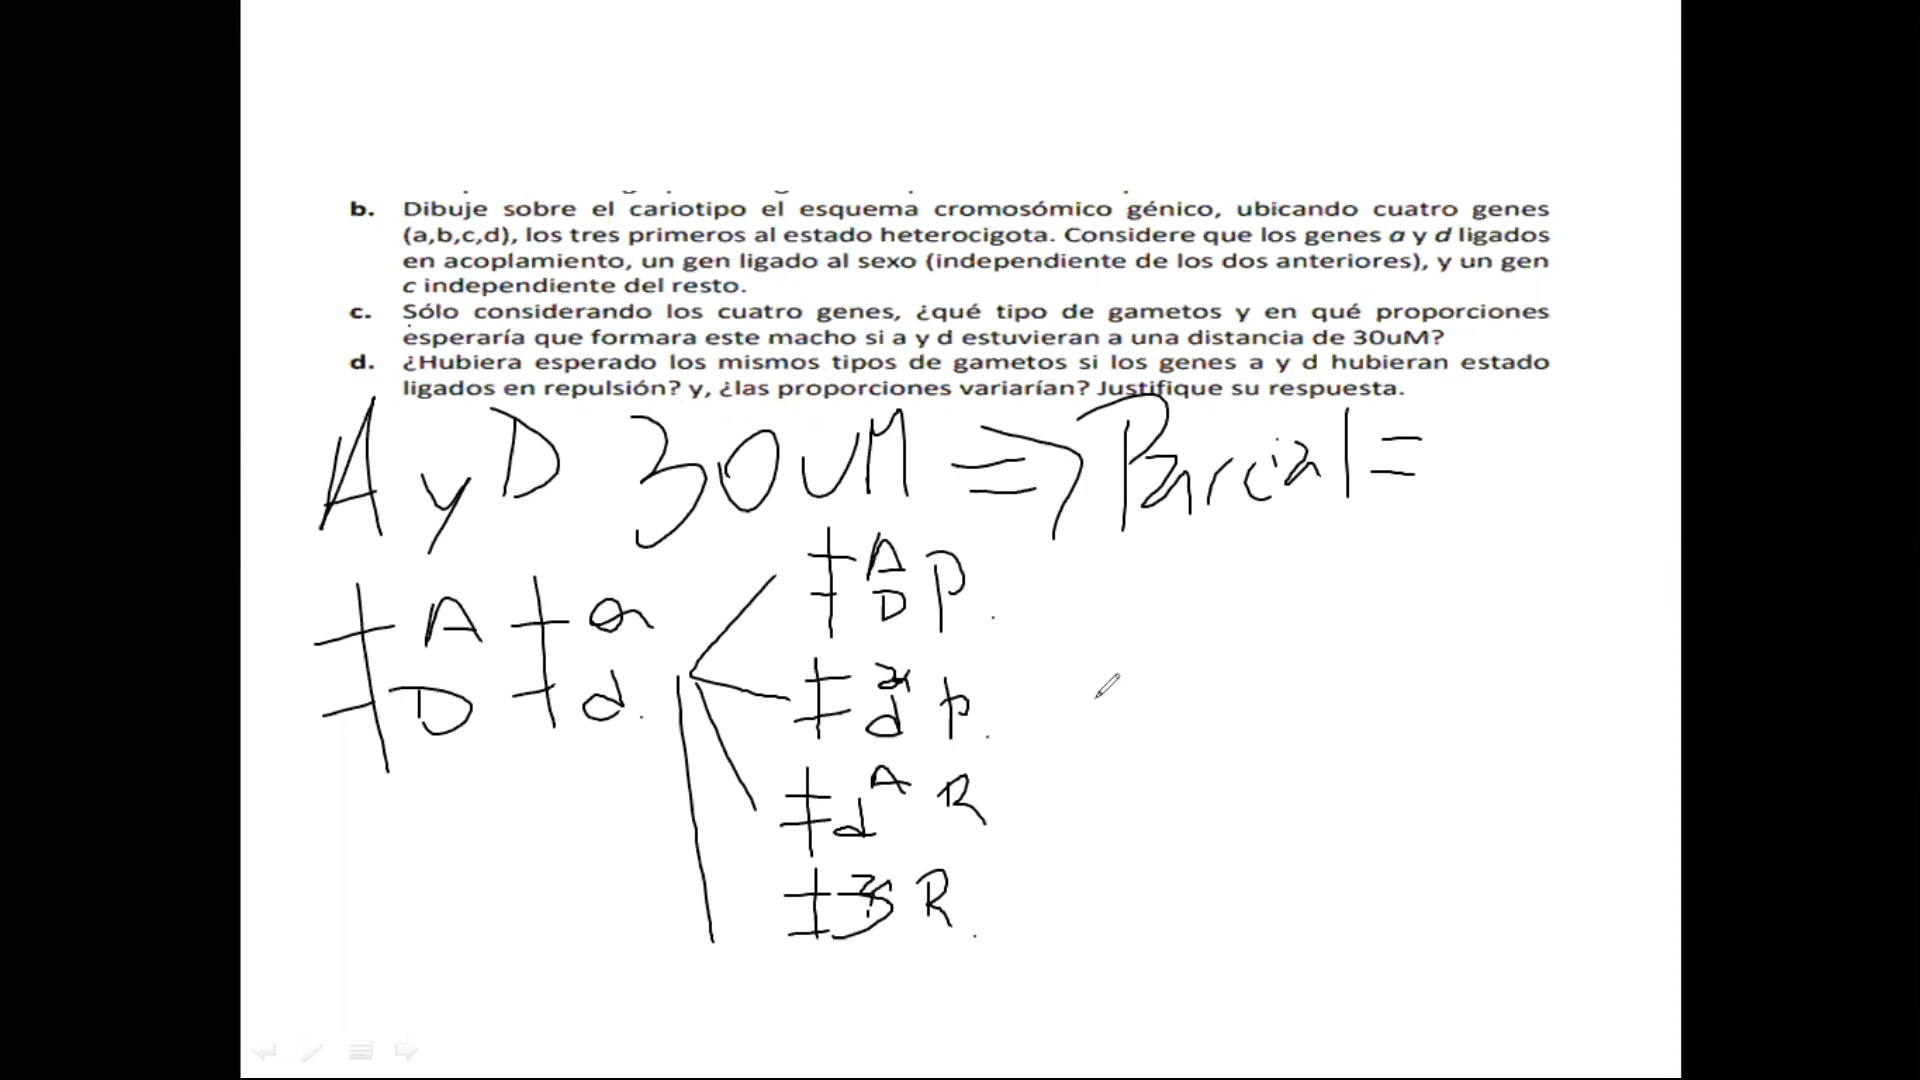 b. Dibuje sobre el cariotipo el esquema cromosómico génico, ubicando cuatro genes
(a,b,c,d), los tres primeros al estado heterocigota. Considere que los genes a y d ligados
en acoplamiento, un gen ligado al sexo (independiente de los dos anteriores), y un gen
c independiente del resto.
c. Sólo considerando los cuatro genes, ¿qué tipo de gametos y en qué proporciones
esperaría que formara este macho si a y d estuvieran a una distancia de 30uM?
d. ¿Hubiera esperado los mismos tipos de gametos si los genes a y d hubieran estado
ligados en repulsión? y, ¿las proporciones variarían? Justifique su respuesta.
A y D 30 uM => Parcial =
A a
D d
A
D P
a
d p
A
d R
R